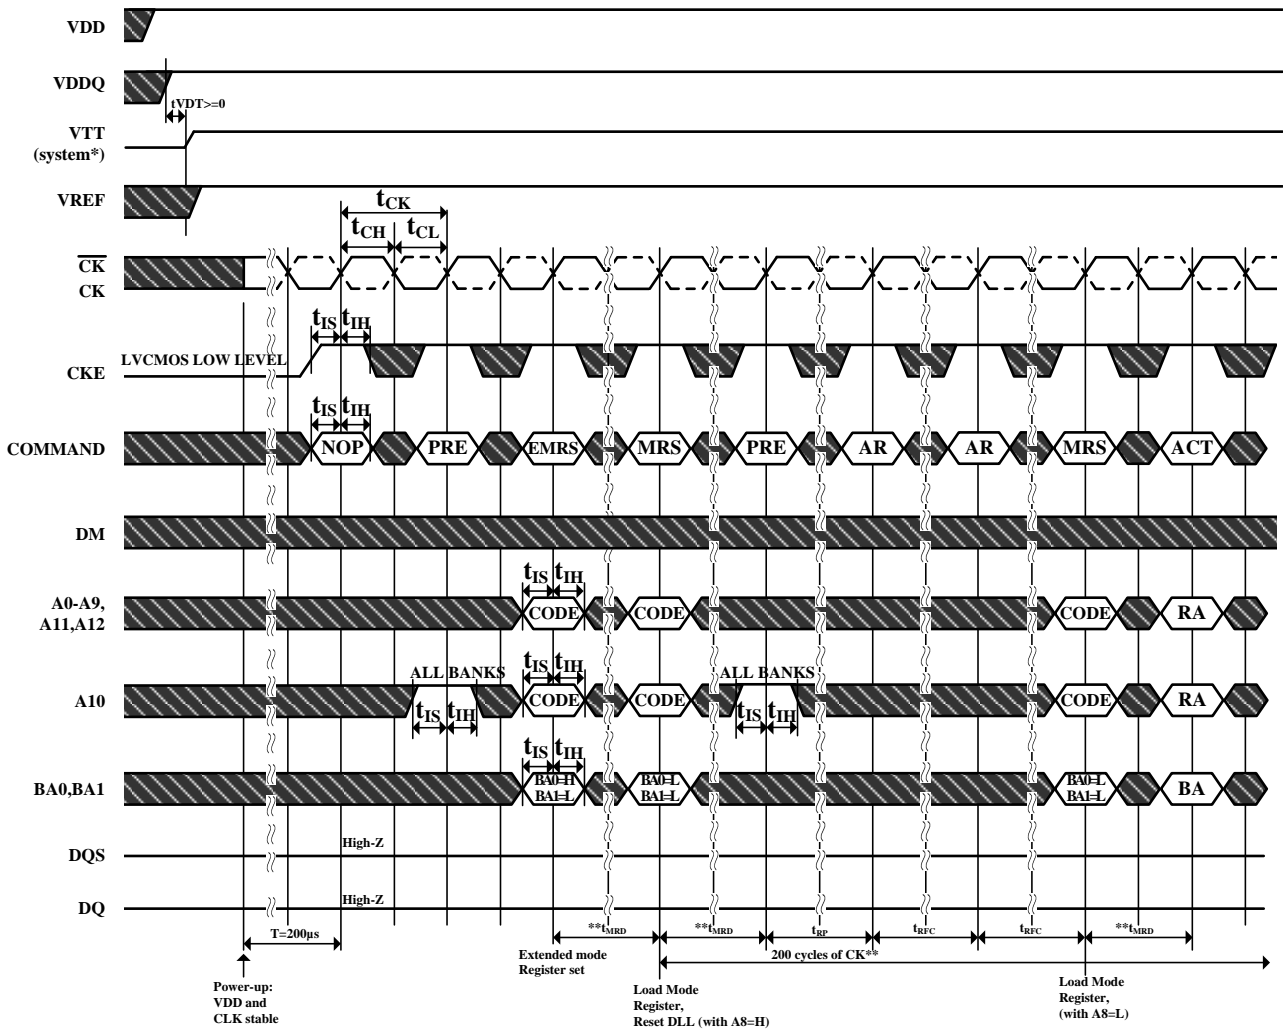 VDD
VDDQ
tVDT>=0
VTT
(system*)
VREF
tCK
tCH
tCL
CK
CK
tIS
tIH
LVCMOS LOW LEVEL
CKE
tIS
tIH
COMMAND
NOP
PRE
EMRS
MRS
PRE
AR
AR
MRS
ACT
DM
tIS
tIH
A0-A9,
A11,A12
CODE
CODE
CODE
RA
ALL BANKS
tIS
tIH
ALL BANKS
A10
CODE
CODE
CODE
RA
tIS
tIH
tIS
tIH
tIS
tIH
BA0,BA1
BA0=H
BA1=L
BA0=L
BA1=L
BA0=L
BA1=L
BA
High-Z
DQS
High-Z
DQ
T=200µs
**tMRD
**tMRD
tRP
tRFC
tRFC
**tMRD
Extended mode
Register set
200 cycles of CK**
Power-up:
VDD and
CLK stable
Load Mode
Register,
Reset DLL (with A8=H)
Load Mode
Register,
(with A8=L)